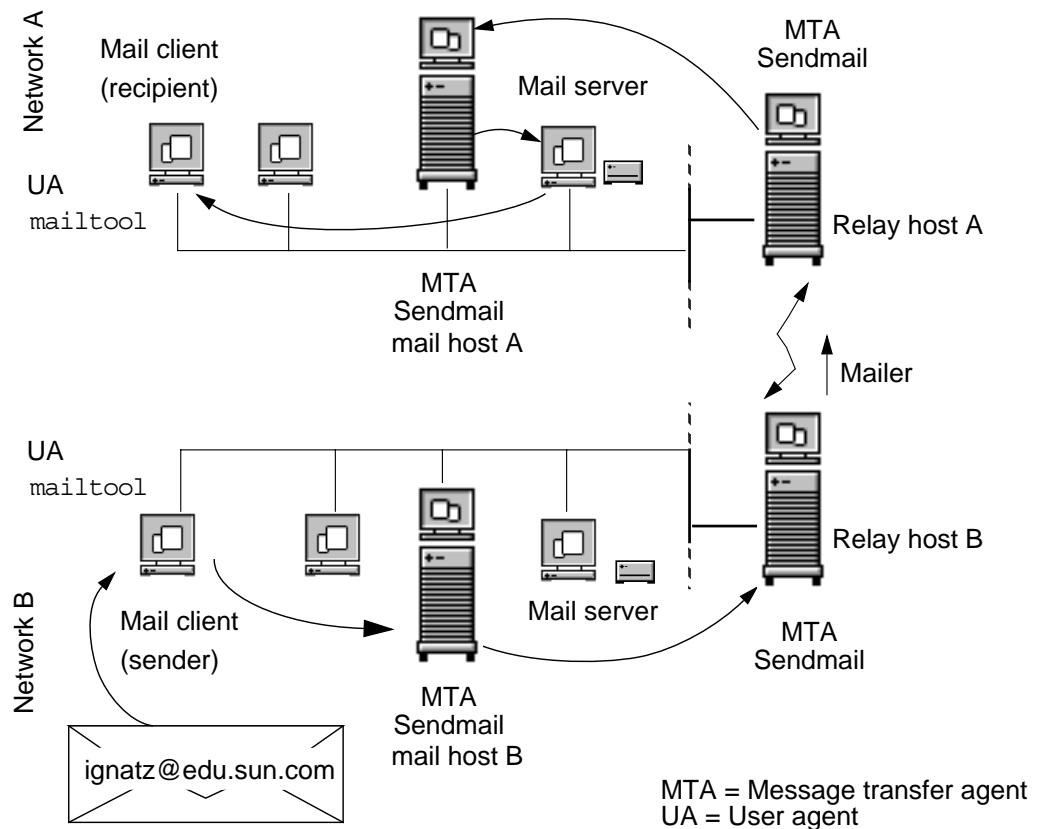 Network A
Mail client
(recipient)
Mail server
MTA
Sendmail
UA
mailtool
Relay host A
MTA
Sendmail
mail host A
Mailer
UA
mailtool
Relay host B
Network B
Mail client
(sender)
Mail server
MTA
Sendmail
MTA
Sendmail
mail host B
ignatz@edu.sun.com
MTA = Message transfer agent
UA = User agent